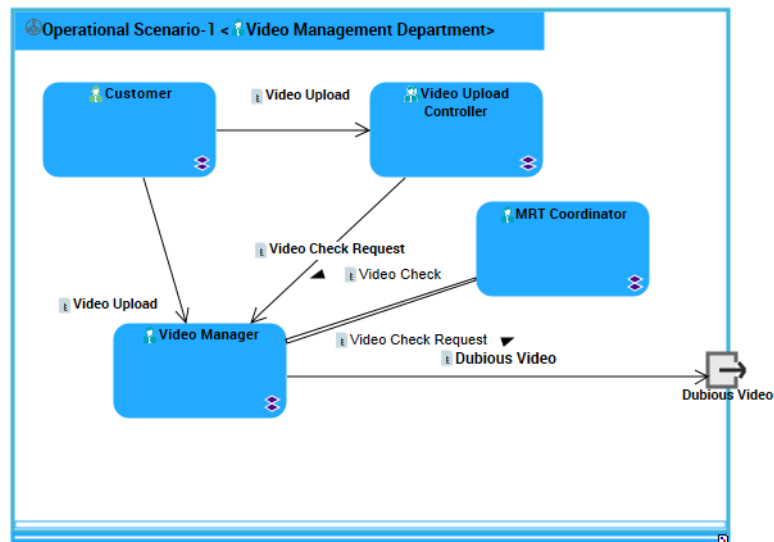 Operational Scenario-1 < Video Management Department>
Customer
Video Upload
Video Upload
Controller
MRT Coordinator
Video Check Request
Video Check
Video Upload
Video Manager
Video Check Request
Dubious Video
Dubious Video